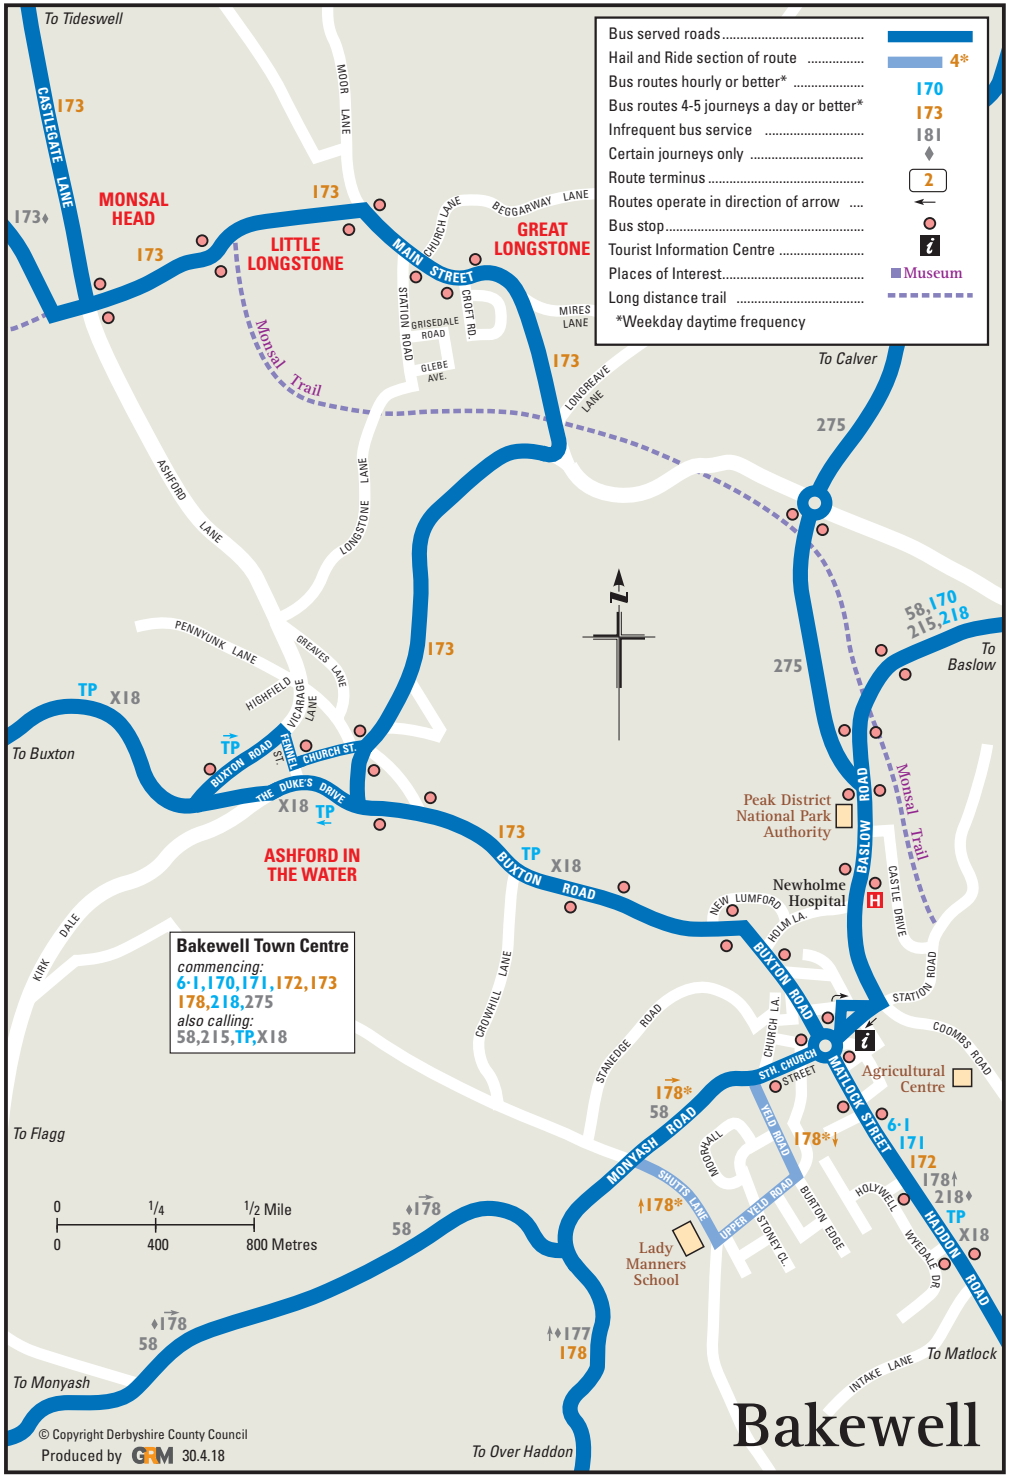 To Tideswell
CASTLEGATE LANE
173
173♦
MONSAL
HEAD
173
LITTLE
LONGSTONE
173
MOOR LANE
CHURCH LANE
BEGGARWAY LANE
GREAT
LONGSTONE
MAIN STREET
STATION ROAD
CROFT RD.
GRISEDALE
ROAD
GLEBE
AVE.
MIRES
LANE
LONGREAVE
LANE
173
Monsal Trail
Bus served roads
Hail and Ride section of route 4*
Bus routes hourly or better* 170
Bus routes 4-5 journeys a day or better* 173
Infrequent bus service 181
Certain journeys only ♦
Route terminus 2
Routes operate in direction of arrow ←
Bus stop
Tourist Information Centre i
Places of Interest Museum
Long distance trail
*Weekday daytime frequency
To Calver
275
ASHFORD LANE
LONGSTONE LANE
58,170
215,218
To
Baslow
275
173
PENNYUNK LANE
GREAVES LANE
HIGHFIELD
VICARAGE
LANE
TP X18
To Buxton
TP
BUXTON ROAD
FENNEL
ST.
CHURCH ST.
THE DUKE'S DRIVE
X18 TP
ASHFORD IN
THE WATER
173
TP
X18
BUXTON ROAD
Peak District
National Park
Authority
BASLOW ROAD
Monsal Trail
Newholme
Hospital
H
CASTLE DRIVE
NEW LUMFORD
HOLM LA.
BUXTON ROAD
KIRK DALE
Bakewell Town Centre
commencing:
6·1,170,171,172,173
178,218,275
also calling:
58,215,TP,X18
CROWHILL LANE
STANEDGE ROAD
CHURCH LA.
STATION ROAD
COOMBS ROAD
i
STH. CHURCH
STREET
Agricultural
Centre
MATLOCK STREET
178*
58
MONYASH ROAD
YELD ROAD
178*
6·1
171
172
178
218♦
TP
X18
To Flagg
MOORHALL
SHUTTS LANE
178*
UPPER YELD ROAD
STONEY CL.
BURTON EDGE
HOLYWELL
WYEDALE DR
HADDON ROAD
0 1/4 1/2 Mile
0 400 800 Metres
♦178
58
Lady
Manners
School
♦178
58
♦177
178
INTAKE LANE
To Matlock
To Monyash
© Copyright Derbyshire County Council
Produced by GRM 30.4.18
To Over Haddon
Bakewell